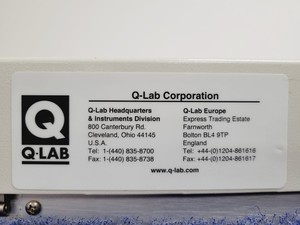 Q
Q-LAB
Q-Lab Corporation
Q-Lab Headquarters
& Instruments Division
800 Canterbury Rd.
Cleveland, Ohio 44145
U.S.A.
Tel: 1-(440) 835-8700
Fax: 1-(440) 835-8738
Q-Lab Europe
Express Trading Estate
Farnworth
Bolton BL4 9TP
England
Tel: +44-(0)1204-861616
Fax: +44-(0)1204-861617
www.q-lab.com